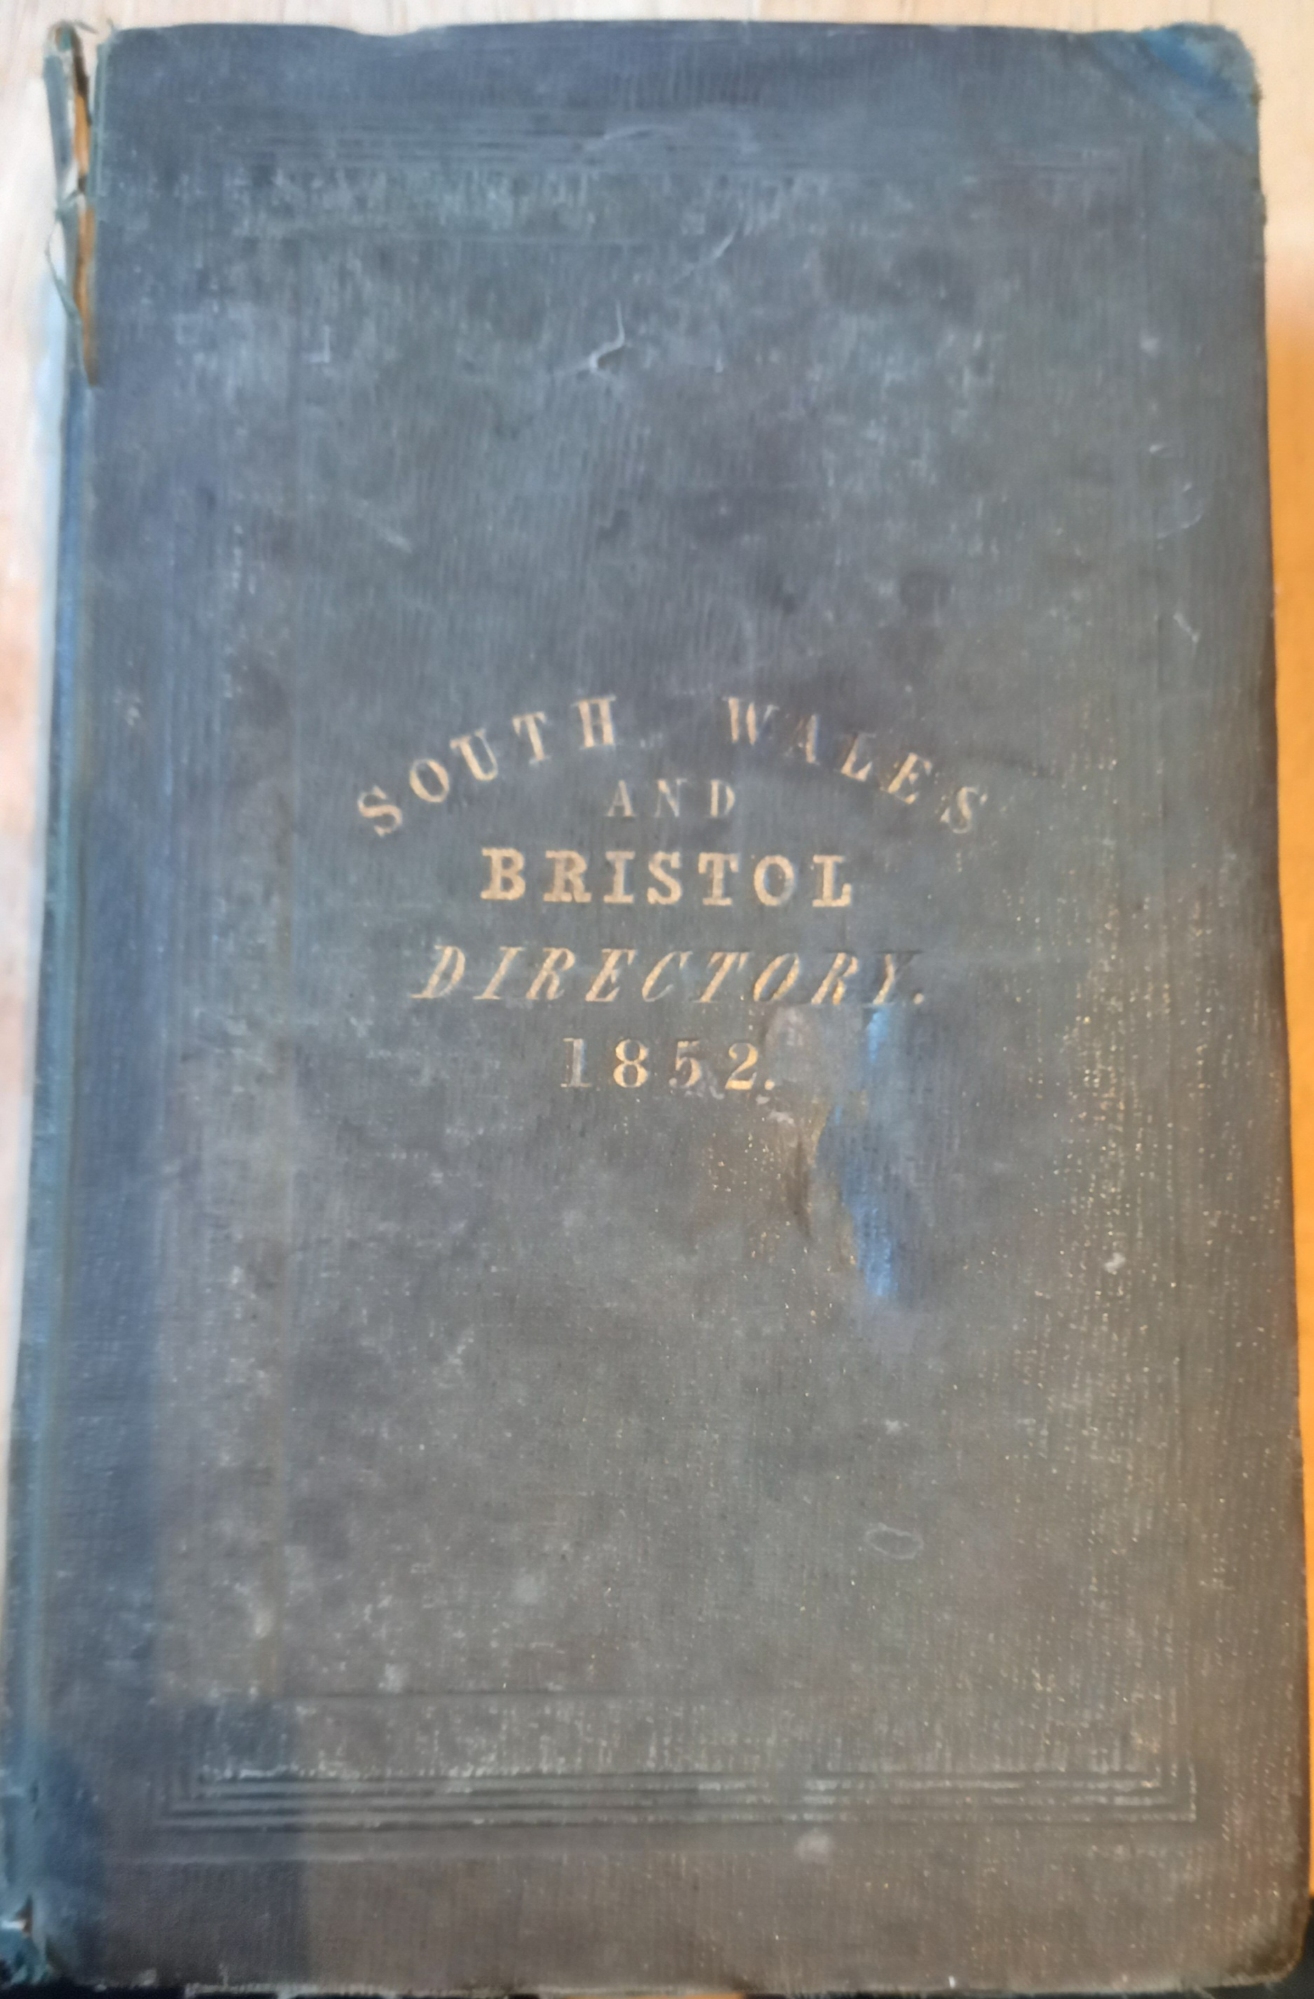 SOUTH WALES
AND
BRISTOL
DIRECTORY.
1852.